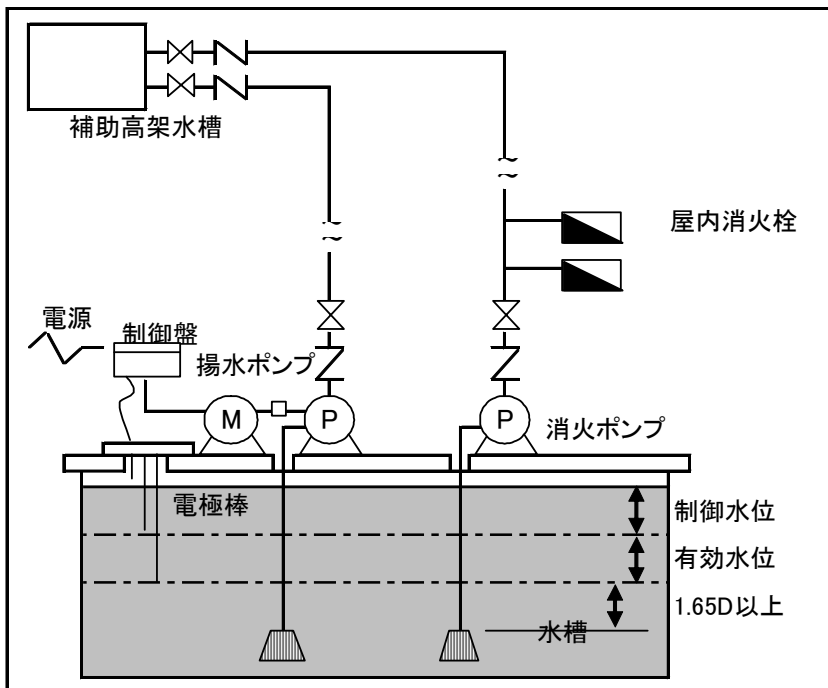 補助高架水槽
屋内消火栓
電源
制御盤
揚水ポンプ
M
P
P
消火ポンプ
電極棒
制御水位
有効水位
1.65D以上
水槽